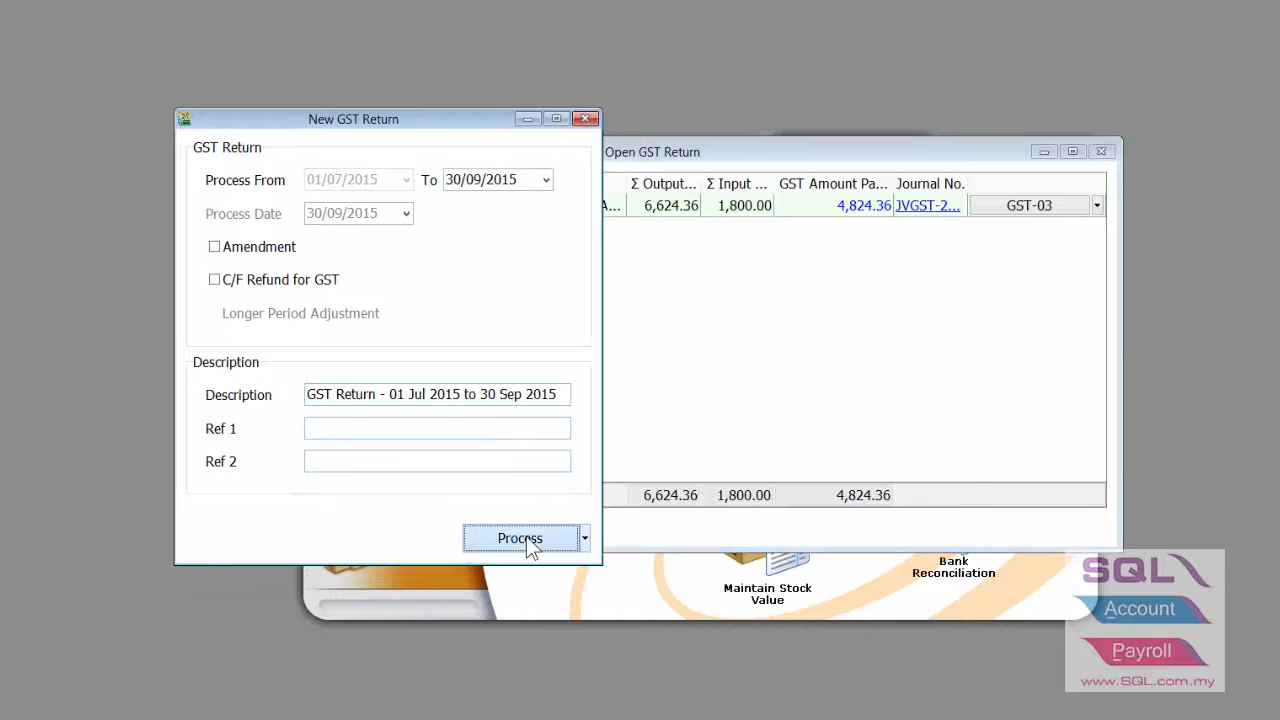 New GST Return
GST Return
Process From 01/07/2015 To 30/09/2015
Process Date 30/09/2015
Amendment
C/F Refund for GST
Longer Period Adjustment
Description
Description GST Return - 01 Jul 2015 to 30 Sep 2015
Ref 1
Ref 2
Process
Open GST Return
Σ Output... Σ Input ... GST Amount Pa... Journal No.
A... 6,624.36 1,800.00 4,824.36 JVGST-2... GST-03
6,624.36 1,800.00 4,824.36
Maintain Stock
Value
Bank
Reconciliation
SQL
Account
Payroll
www.SQL.com.my